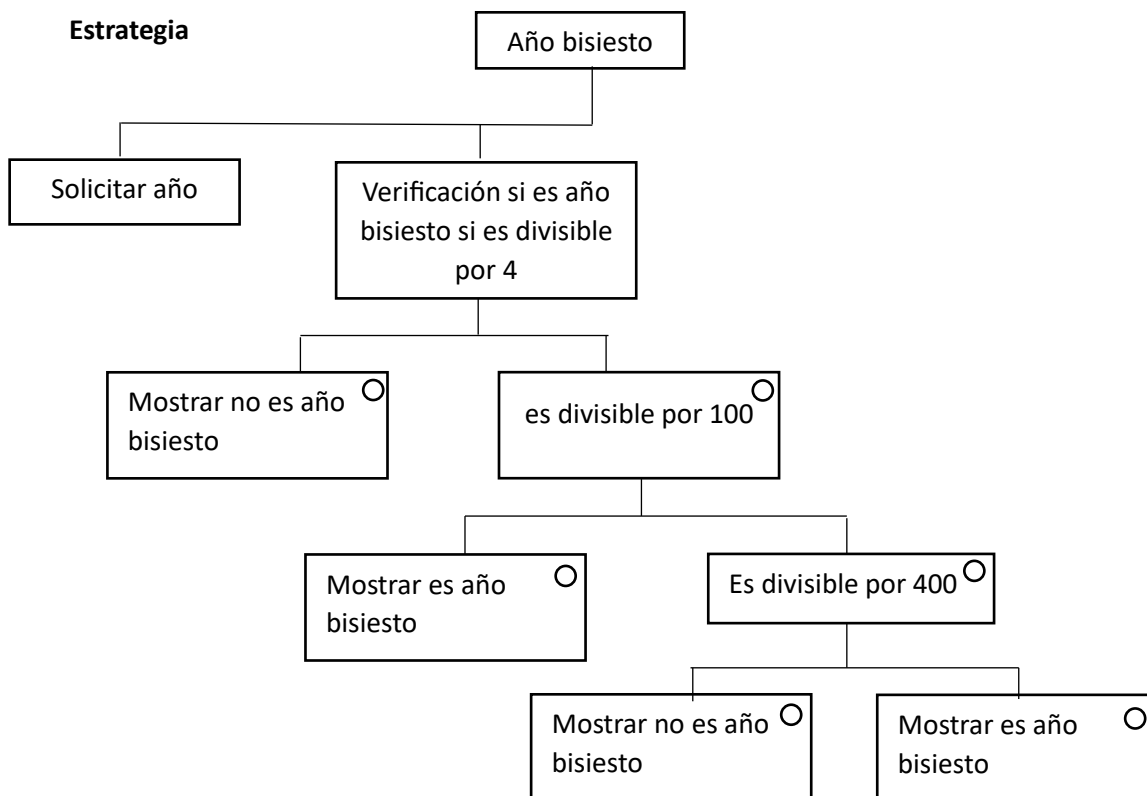 Estrategia
Año bisiesto
Solicitar año
Verificación si es año
bisiesto si es divisible
por 4
Mostrar no es año
bisiesto
es divisible por 100
Mostrar es año
bisiesto
Es divisible por 400
Mostrar no es año
bisiesto
Mostrar es año
bisiesto